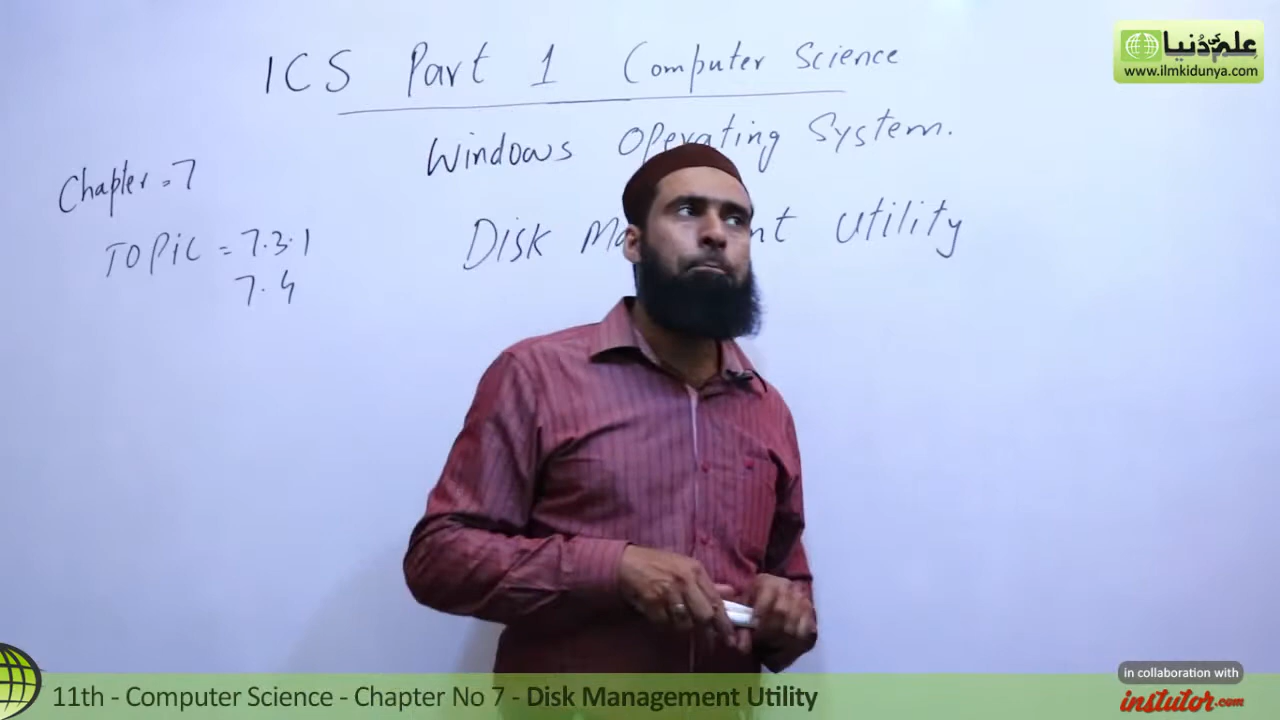 ICS Part 1 Computer Science
Windows Operating System.
Chapter = 7
Disk Ma nt Utility
Topic = 7.3.1
7.4
علم کی دُنیا
www.ilmkidunya.com
in collaboration with
instutor.com
11th - Computer Science - Chapter No 7 - Disk Management Utility